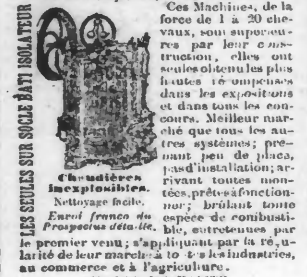 LES SEULES SUR SOCLE BATI ISOLATEUR
Ces Machines, de la
force de 1 à 20 che-
vaux, sont supérieu-
res par leur cons-
truction, elles ont
seules obtenu les plus
hautes récompenses
dans les expositions
et dans tous les con-
cours. Meilleur mar-
ché que tous les au-
tres systèmes; pre-
nant peu de place,
pas d'installation; ar-
rivant toutes mon-
tées, prêtes à fonction-
ner; brûlant toute
espèce de combusti-
ble, entretenues par
le premier venu; s'appliquant par la régu-
larité de leur marche à toutes les industries,
au commerce et à l'agriculture.
Chaudières
inexplosibles.
Nettoyage facile.
Envoi franco du
Prospectus détaillé.